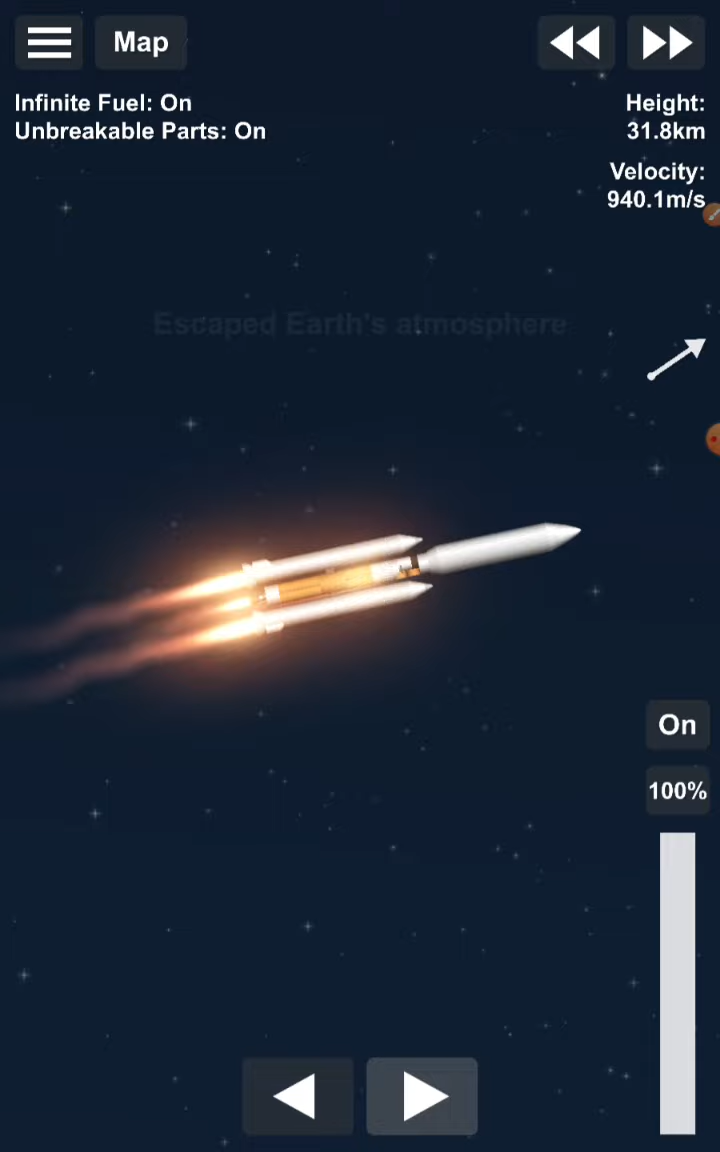 Map
Infinite Fuel: On
Unbreakable Parts: On
Height:
31.8km
Velocity:
940.1m/s
Escaped Earth's atmosphere
On
100%